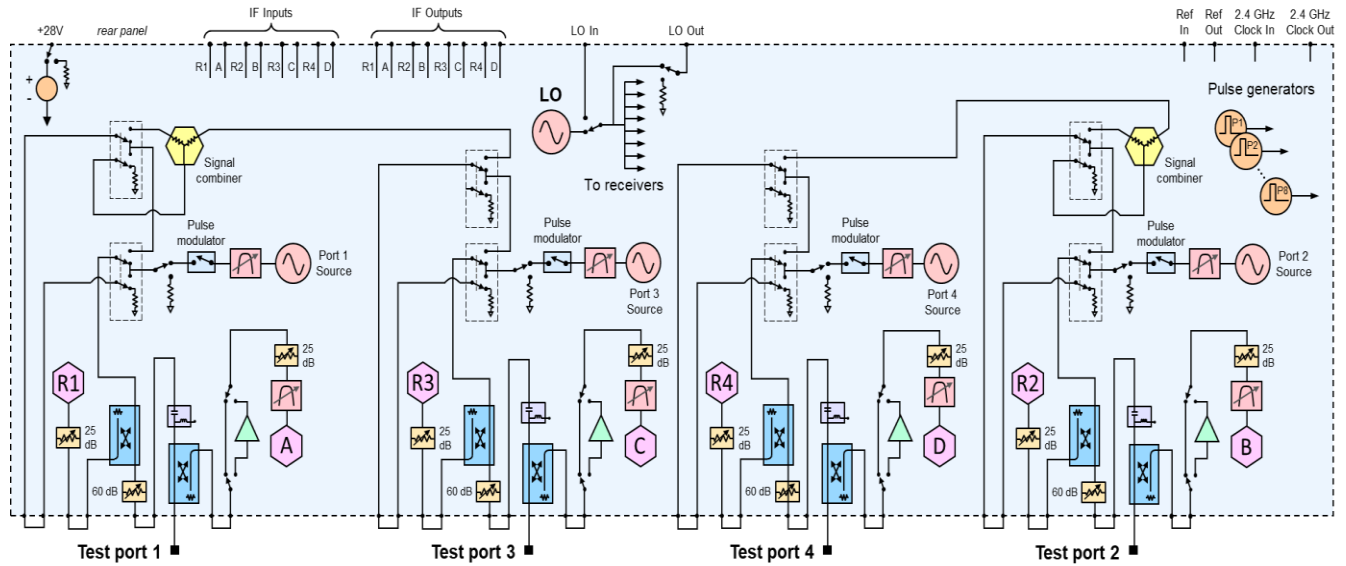 +28V
rear panel
IF Inputs
IF Outputs
LO In
LO Out
Ref In
Ref Out
2.4 GHz Clock In
2.4 GHz Clock Out
R1 A R2 B R3 C R4 D
R1 A R2 B R3 C R4 D
+
-
LO
To receivers
Pulse generators
P1
P2
P8
Signal
combiner
Signal
combiner
Pulse
modulator
Port 1
Source
Pulse
modulator
Port 3
Source
Pulse
modulator
Port 4
Source
Pulse
modulator
Port 2
Source
R1
25
dB
60 dB
25
dB
A
R3
25
dB
60 dB
25
dB
C
R4
25
dB
60 dB
25
dB
D
R2
25
dB
60 dB
25
dB
B
Test port 1
Test port 3
Test port 4
Test port 2